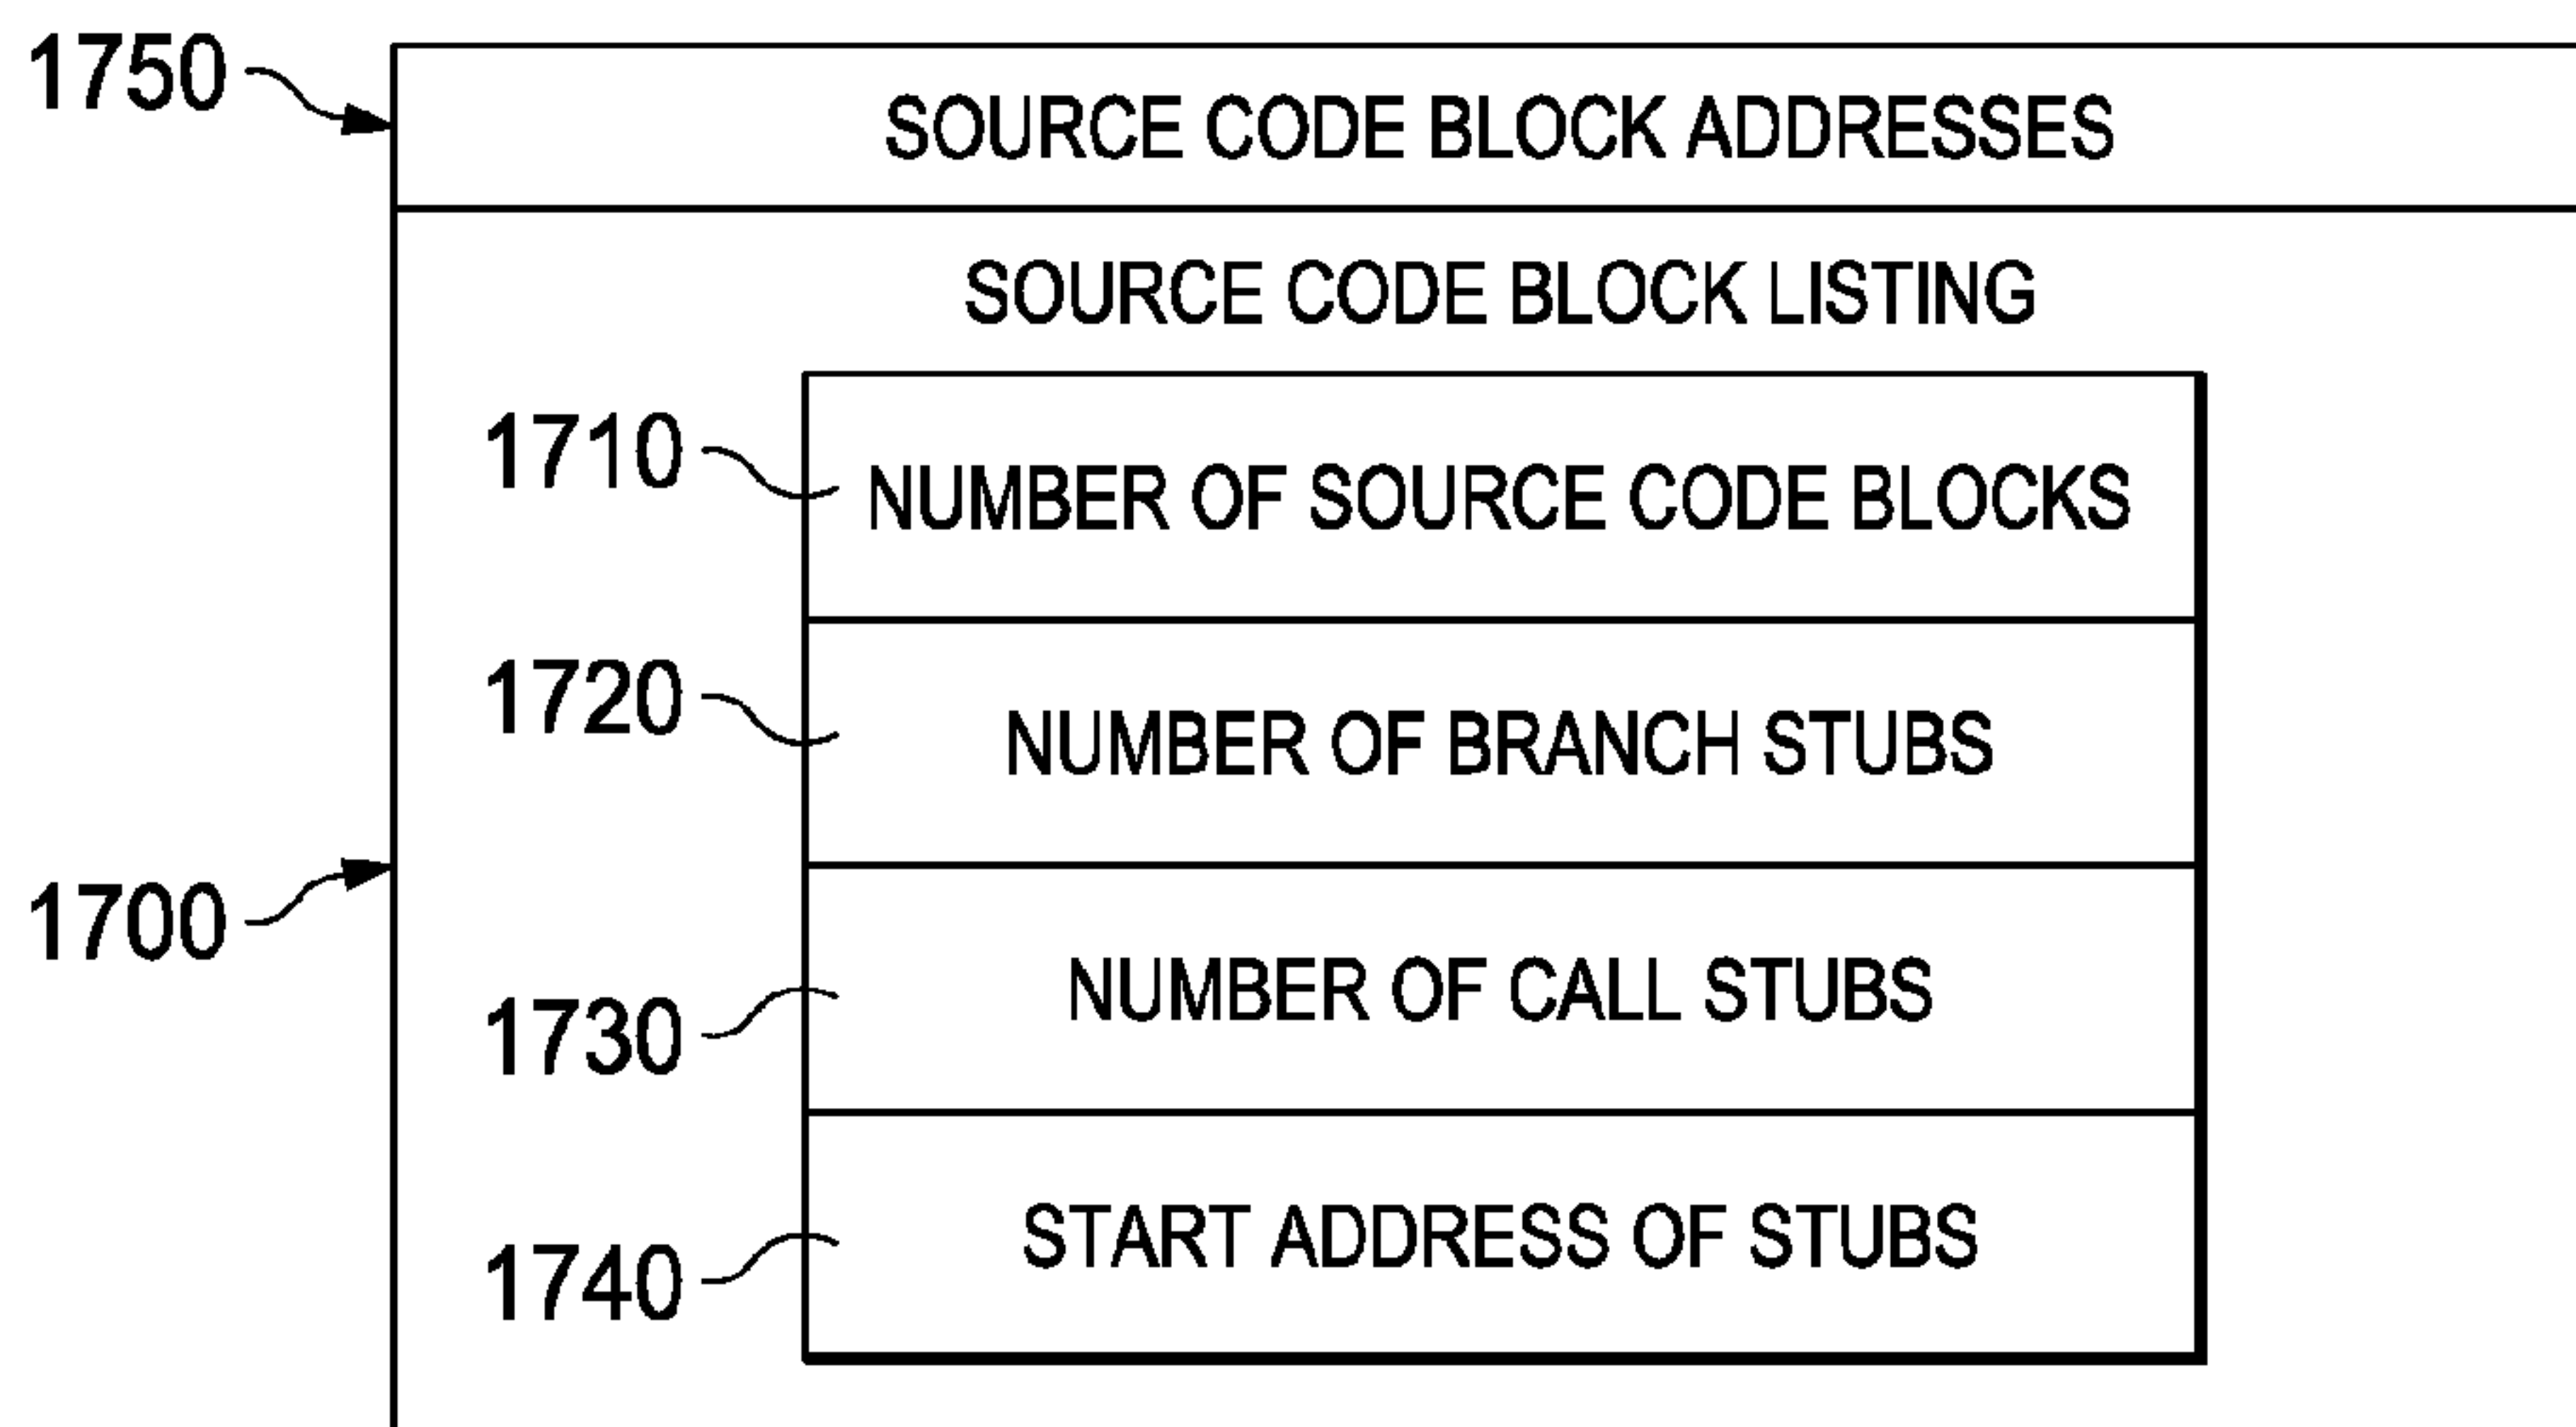 1750
SOURCE CODE BLOCK ADDRESSES
SOURCE CODE BLOCK LISTING
1710
NUMBER OF SOURCE CODE BLOCKS
1720
NUMBER OF BRANCH STUBS
1700
1730
NUMBER OF CALL STUBS
1740
START ADDRESS OF STUBS